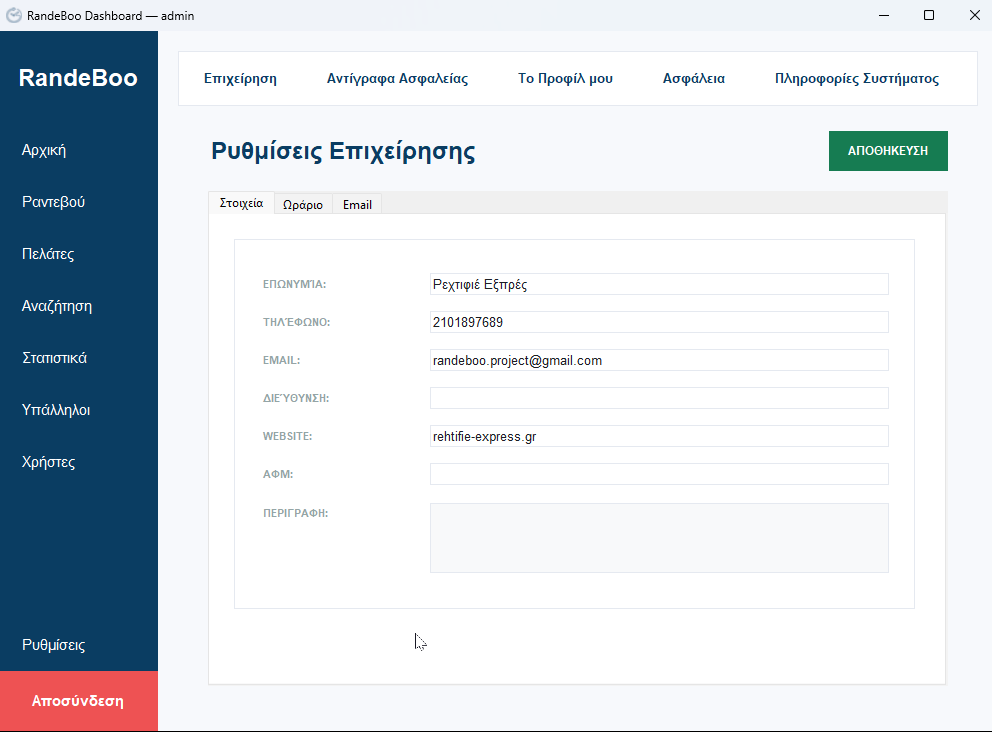 RandeBoo Dashboard — admin
RandeBoo
Επιχείρηση
Αντίγραφα Ασφαλείας
Το Προφίλ μου
Ασφάλεια
Πληροφορίες Συστήματος
Αρχική
Ραντεβού
Πελάτες
Αναζήτηση
Στατιστικά
Υπάλληλοι
Χρήστες
Ρυθμίσεις
Αποσύνδεση
Ρυθμίσεις Επιχείρησης
ΑΠΟΘΗΚΕΥΣΗ
Στοιχεία
Ωράριο
Email
ΕΠΩΝΥΜΊΑ: Ρεχτιφιέ Εξπρές
ΤΗΛΈΦΩΝΟ: 2101897689
EMAIL: randeboo.project@gmail.com
ΔΙΕΎΘΥΝΣΗ:
WEBSITE: rehtifie-express.gr
ΑΦΜ:
ΠΕΡΙΓΡΑΦΗ: